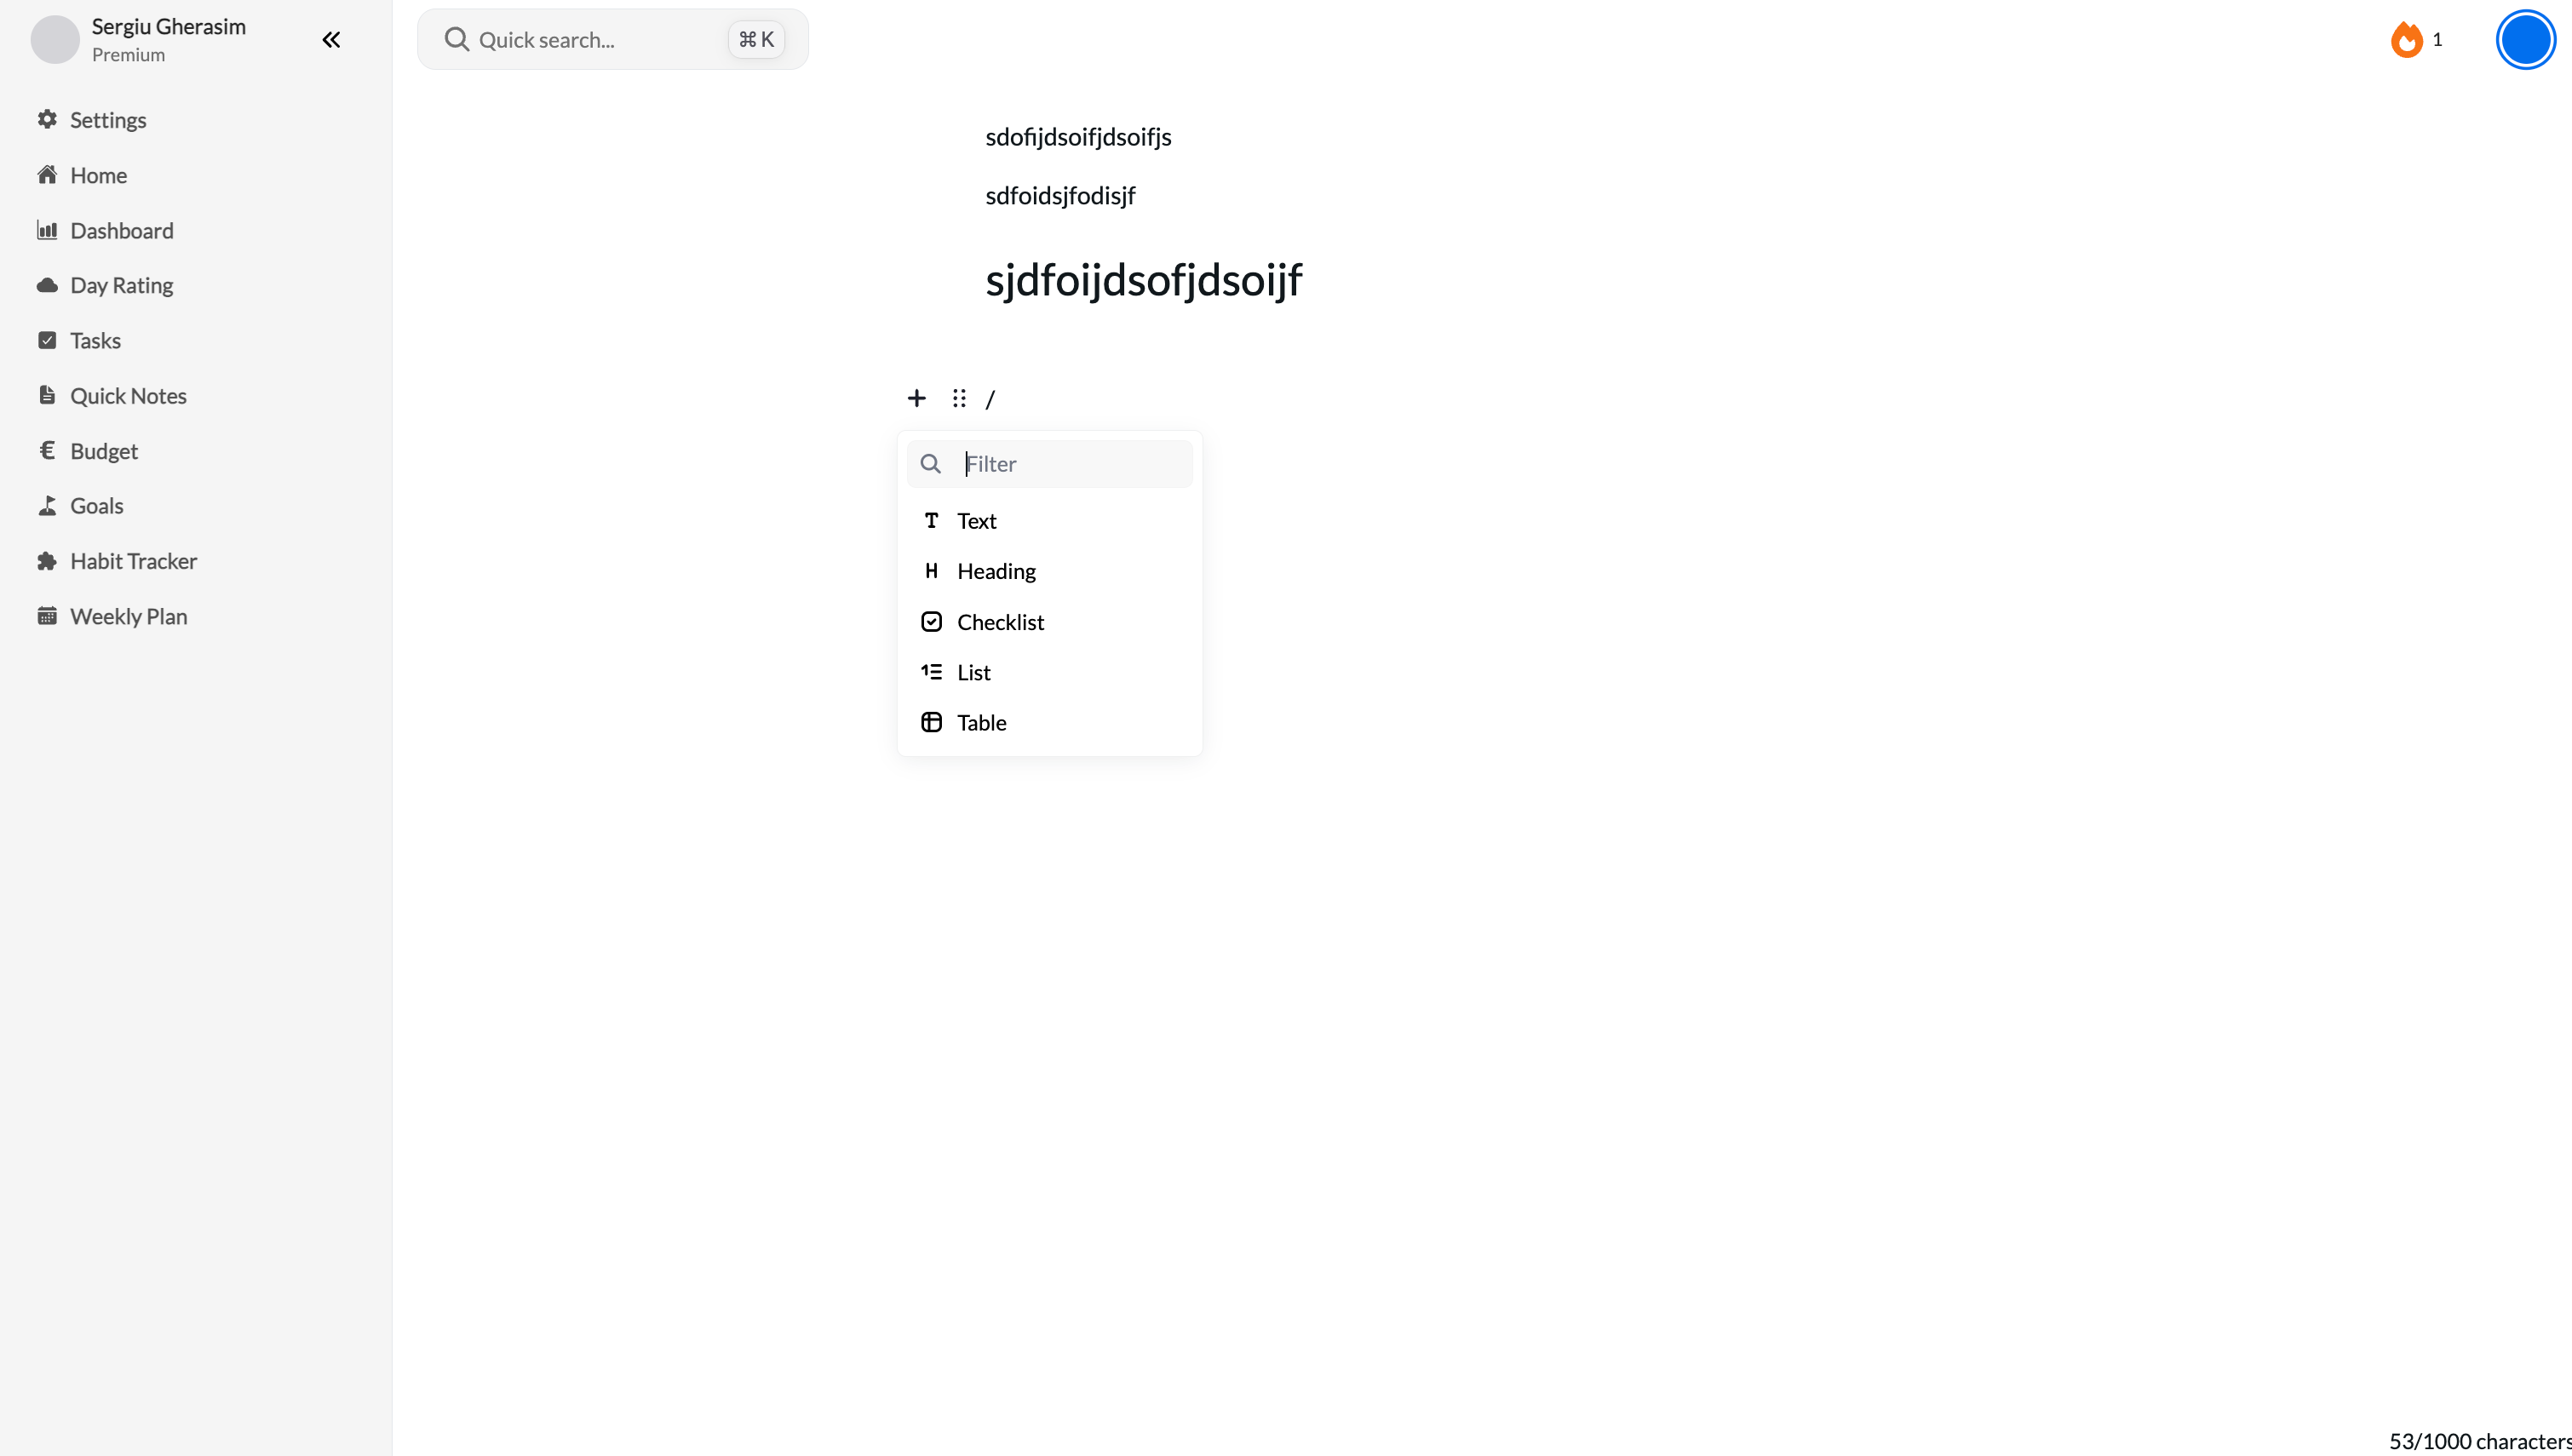 Sergiu Gherasim
Premium
Settings
Home
Dashboard
Day Rating
Tasks
Quick Notes
Budget
Goals
Habit Tracker
Weekly Plan
Quick search...
⌘ K
1
sdofijdsoifjdsoifjs
sdfoidsjfodisjf
sjdfoijdsofjdsoijf
/
Filter
Text
Heading
Checklist
List
Table
53/1000 characters